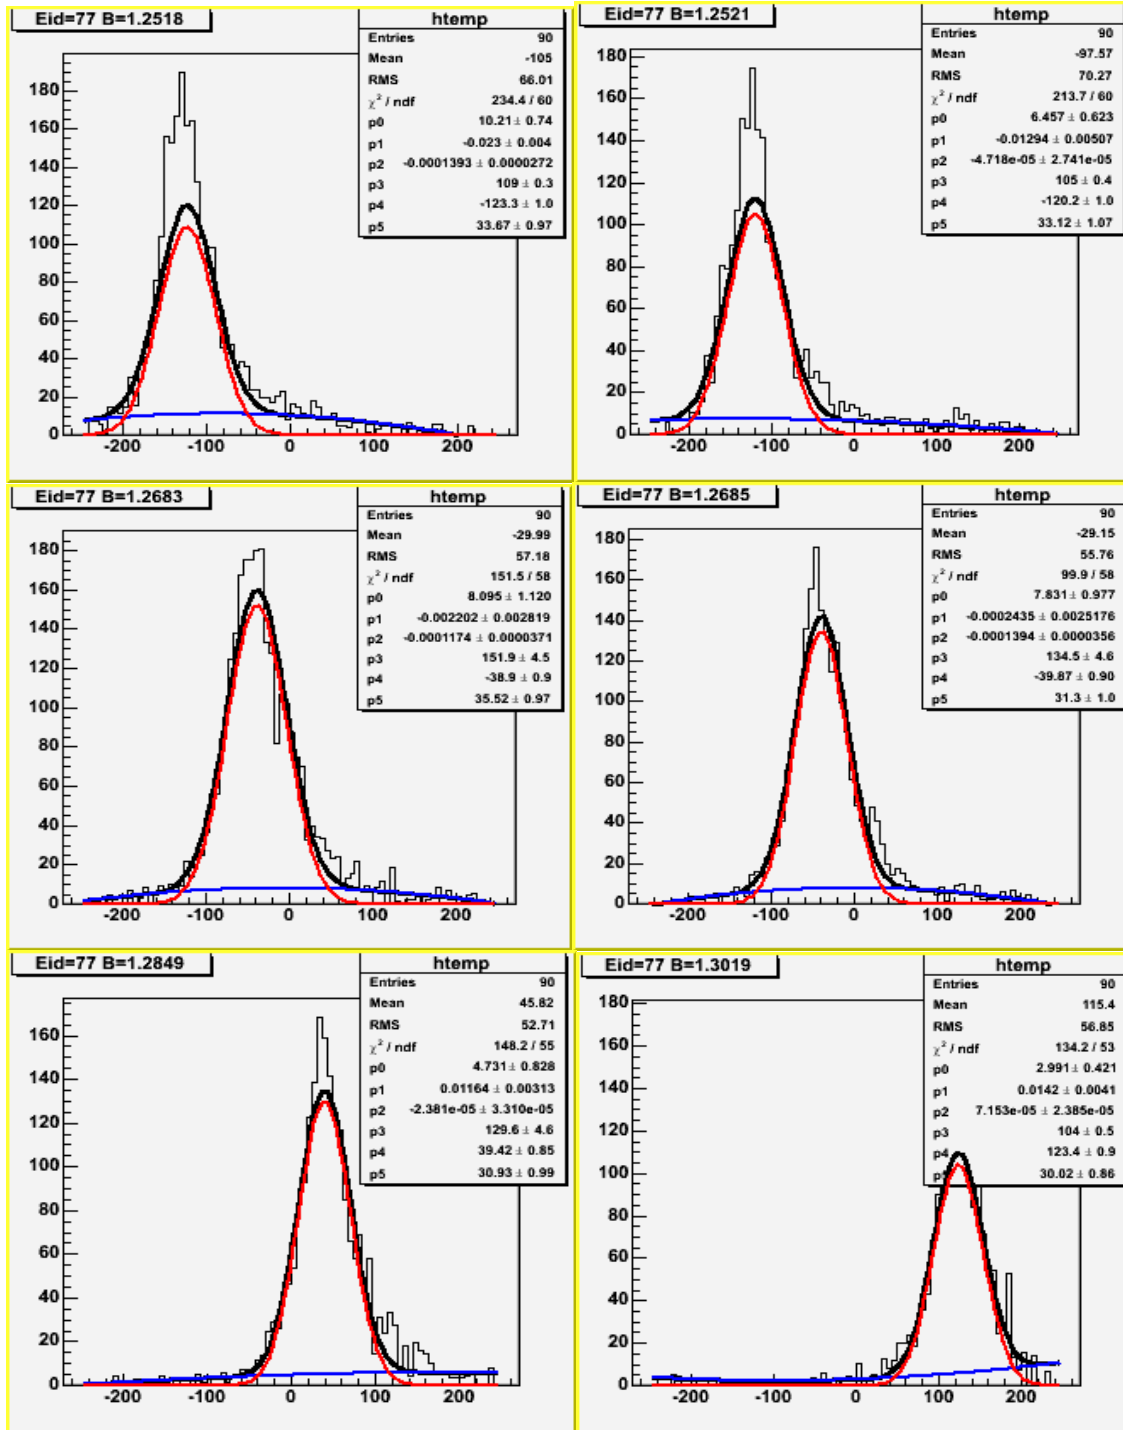 Eid=77 B=1.2518
htemp
Entries 90
Mean -105
RMS 66.01
χ² / ndf 234.4 / 60
p0 10.21 ± 0.74
p1 -0.023 ± 0.004
p2 -0.0001393 ± 0.0000272
p3 109 ± 0.3
p4 -123.3 ± 1.0
p5 33.67 ± 0.97
180
160
140
120
100
80
60
40
20
0
-200 -100 0 100 200
Eid=77 B=1.2521
htemp
Entries 90
Mean -97.57
RMS 70.27
χ² / ndf 213.7 / 60
p0 6.457 ± 0.623
p1 -0.01294 ± 0.00507
p2 -4.718e-05 ± 2.741e-05
p3 105 ± 0.4
p4 -120.2 ± 1.0
p5 33.12 ± 1.07
180
160
140
120
100
80
60
40
20
0
-200 -100 0 100 200
Eid=77 B=1.2683
htemp
Entries 90
Mean -29.99
RMS 57.18
χ² / ndf 151.5 / 58
p0 8.095 ± 1.120
p1 -0.002202 ± 0.002819
p2 -0.0001174 ± 0.0000371
p3 151.9 ± 4.5
p4 -38.9 ± 0.9
p5 35.52 ± 0.97
180
160
140
120
100
80
60
40
20
0
-200 -100 0 100 200
Eid=77 B=1.2685
htemp
Entries 90
Mean -29.15
RMS 55.76
χ² / ndf 99.9 / 58
p0 7.831 ± 0.977
p1 -0.0002435 ± 0.0025176
p2 -0.0001394 ± 0.0000356
p3 134.5 ± 4.6
p4 -39.87 ± 0.90
p5 31.3 ± 1.0
180
160
140
120
100
80
60
40
20
0
-200 -100 0 100 200
Eid=77 B=1.2849
htemp
Entries 90
Mean 45.82
RMS 52.71
χ² / ndf 148.2 / 55
p0 4.731 ± 0.828
p1 0.01164 ± 0.00313
p2 -2.381e-05 ± 3.310e-05
p3 129.6 ± 4.6
p4 39.42 ± 0.85
p5 30.93 ± 0.99
160
140
120
100
80
60
40
20
0
-200 -100 0 100 200
Eid=77 B=1.3019
htemp
Entries 90
Mean 115.4
RMS 56.85
χ² / ndf 134.2 / 53
p0 2.991 ± 0.421
p1 0.0142 ± 0.0041
p2 7.153e-05 ± 2.385e-05
p3 104 ± 0.5
p4 123.4 ± 0.9
30.02 ± 0.86
180
160
140
120
100
80
60
40
20
0
-200 -100 0 100 200